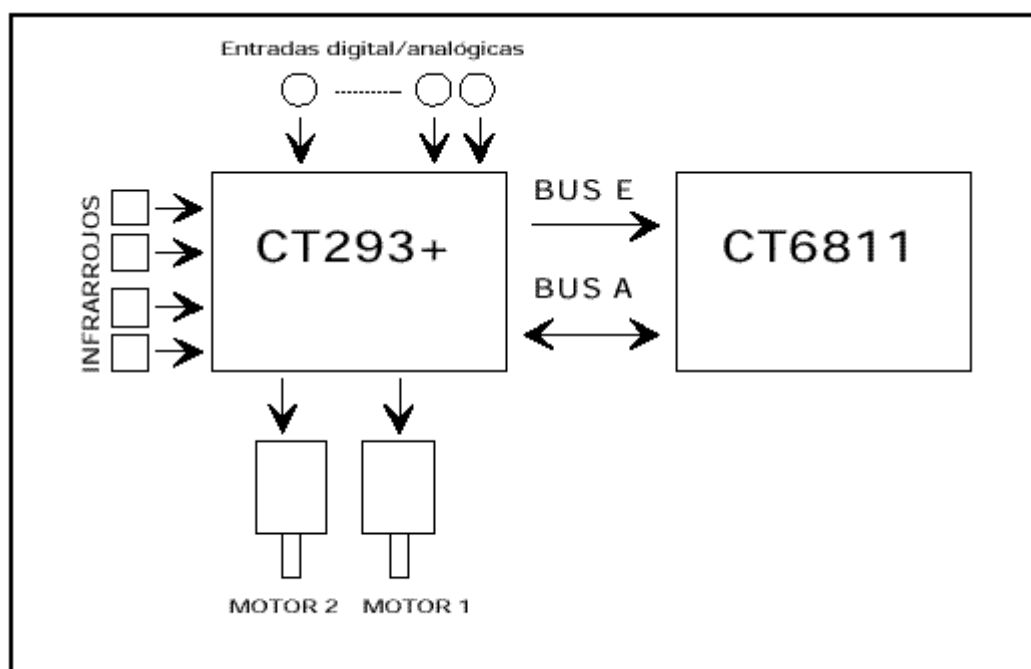 Entradas digital/analógicas
INFRARROJOS
CT293+
BUS E
BUS A
CT6811
MOTOR 2
MOTOR 1